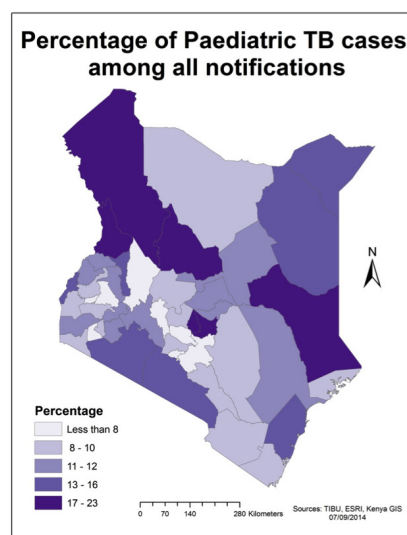 Percentage of Paediatric TB cases
among all notifications
N
Percentage
Less than 8
8 - 10
11 - 12
13 - 16
17 - 23
0 70 140 280 Kilometers
Sources: TIBU, ESRI, Kenya GIS
07/09/2014